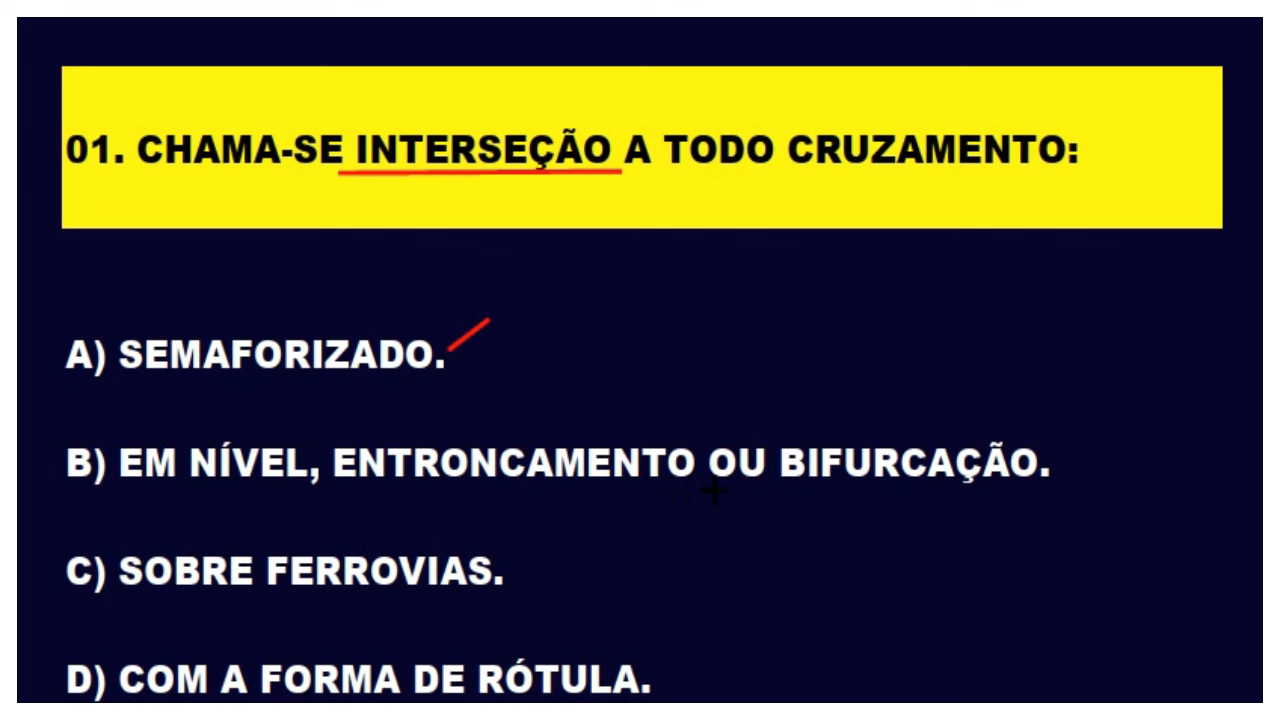 01. CHAMA-SE INTERSEÇÃO A TODO CRUZAMENTO:
A) SEMAFORIZADO.
B) EM NÍVEL, ENTRONCAMENTO OU BIFURCAÇÃO.
C) SOBRE FERROVIAS.
D) COM A FORMA DE RÓTULA.